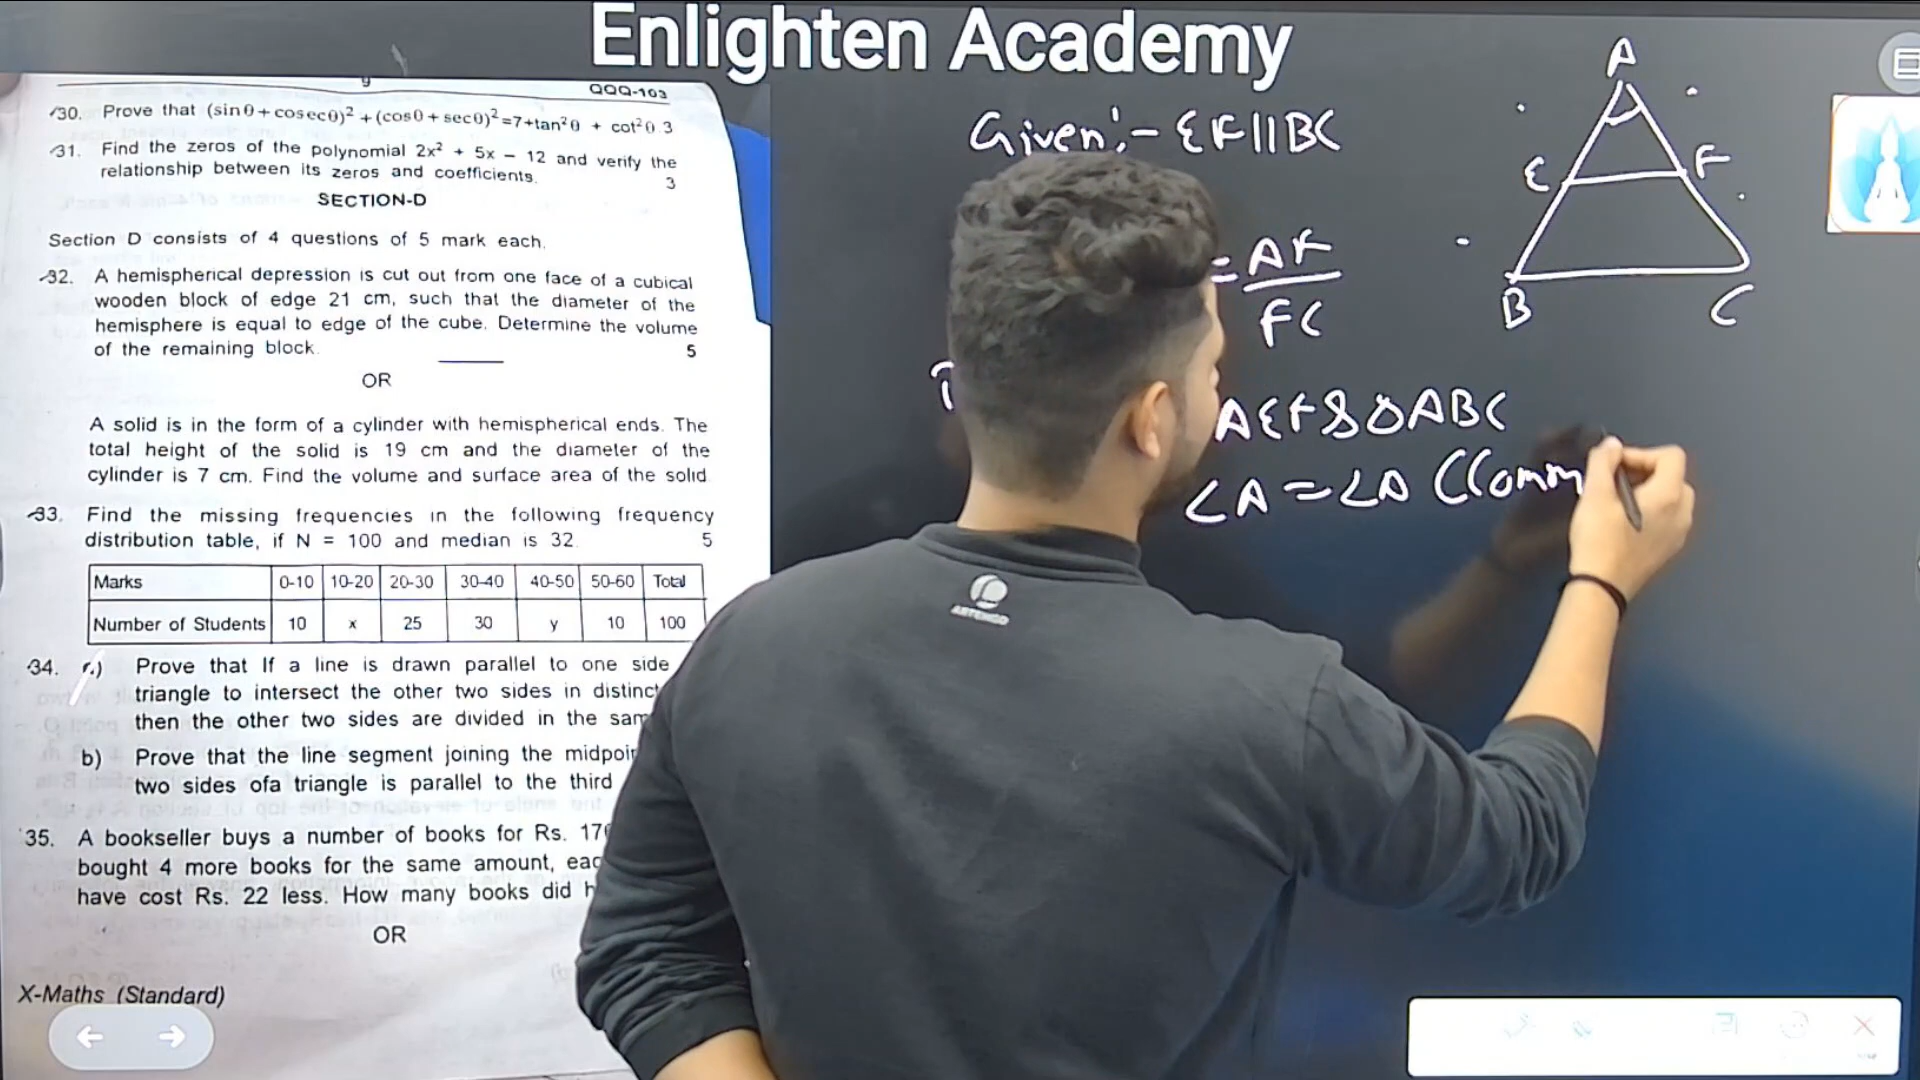 Enlighten Academy
9
QQQ-103
30. Prove that (sinθ+cosecθ)² +(cosθ+secθ)²=7+tan²θ + cot²θ.3
31. Find the zeros of the polynomial 2x² + 5x - 12 and verify the
relationship between its zeros and coefficients.
3
SECTION-D
Section D consists of 4 questions of 5 mark each.
32. A hemispherical depression is cut out from one face of a cubical
wooden block of edge 21 cm, such that the diameter of the
hemisphere is equal to edge of the cube. Determine the volume
of the remaining block. 5
OR
A solid is in the form of a cylinder with hemispherical ends. The
total height of the solid is 19 cm and the diameter of the
cylinder is 7 cm. Find the volume and surface area of the solid.
33. Find the missing frequencies in the following frequency
distribution table, if N = 100 and median is 32. 5
Marks 0-10 10-20 20-30 30-40 40-50 50-60 Total
Number of Students 10 x 25 30 y 10 100
34. Prove that If a line is drawn parallel to one side
triangle to intersect the other two sides in distinct
then the other two sides are divided in the
b) Prove that the line segment joining the
two sides ofa triangle is parallel to the third
35. A bookseller buys a number of books for Rs.
bought 4 more books for the same amount,
have cost Rs. 22 less. How many books did
OR
X-Maths (Standard)
Given:- EF||BC
= AF
FC
AEF & △ABC
∠A = ∠A (Comm
A
E F
B C
ARTENGO